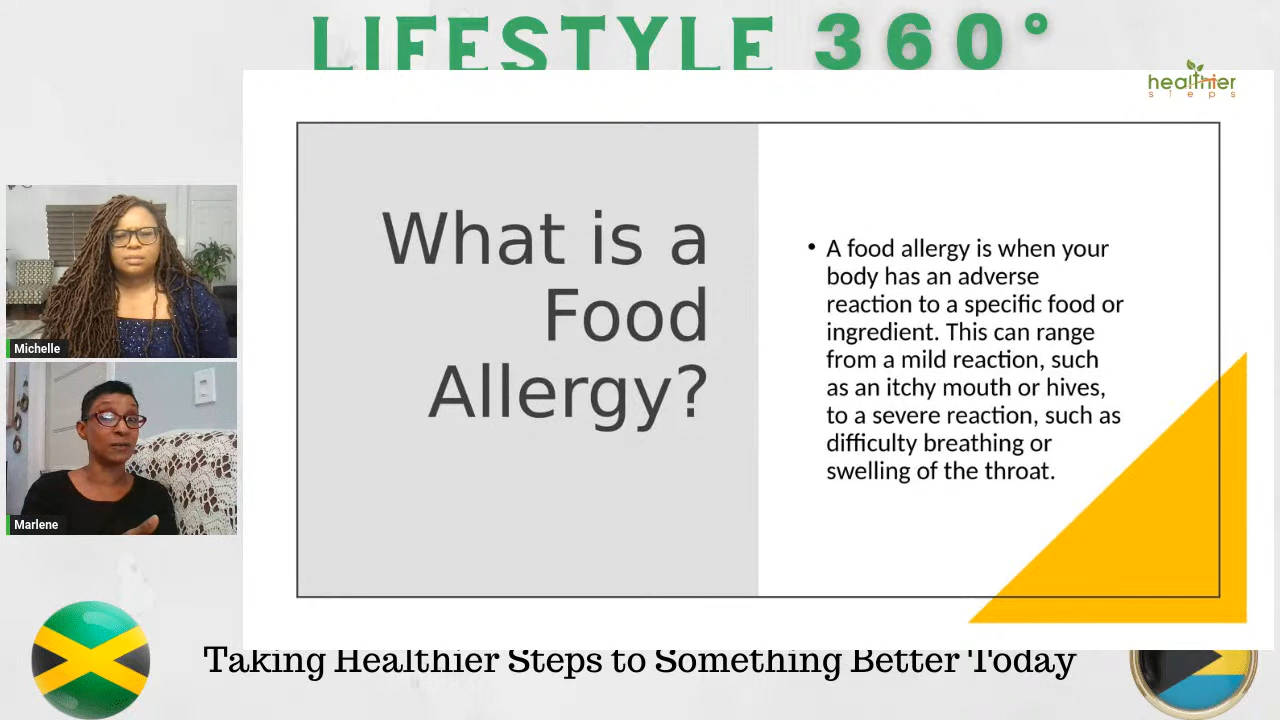 LIFESTYLE 360°
healthier
steps
What is a
Food
Allergy?
• A food allergy is when your
body has an adverse
reaction to a specific food or
ingredient. This can range
from a mild reaction, such
as an itchy mouth or hives,
to a severe reaction, such as
difficulty breathing or
swelling of the throat.
Michelle
Marlene
Taking Healthier Steps to Something Better Today